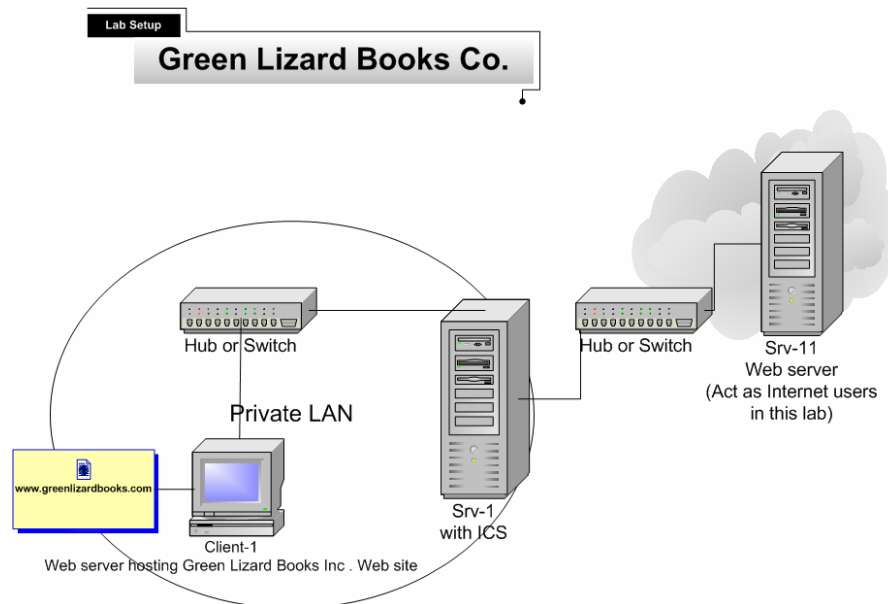 Lab Setup
Green Lizard Books Co.
Hub or Switch
Hub or Switch
Srv-11
Web server
(Act as Internet users
in this lab)
Private LAN
www.greenlizardbooks.com
Srv-1
with ICS
Client-1
Web server hosting Green Lizard Books Inc . Web site